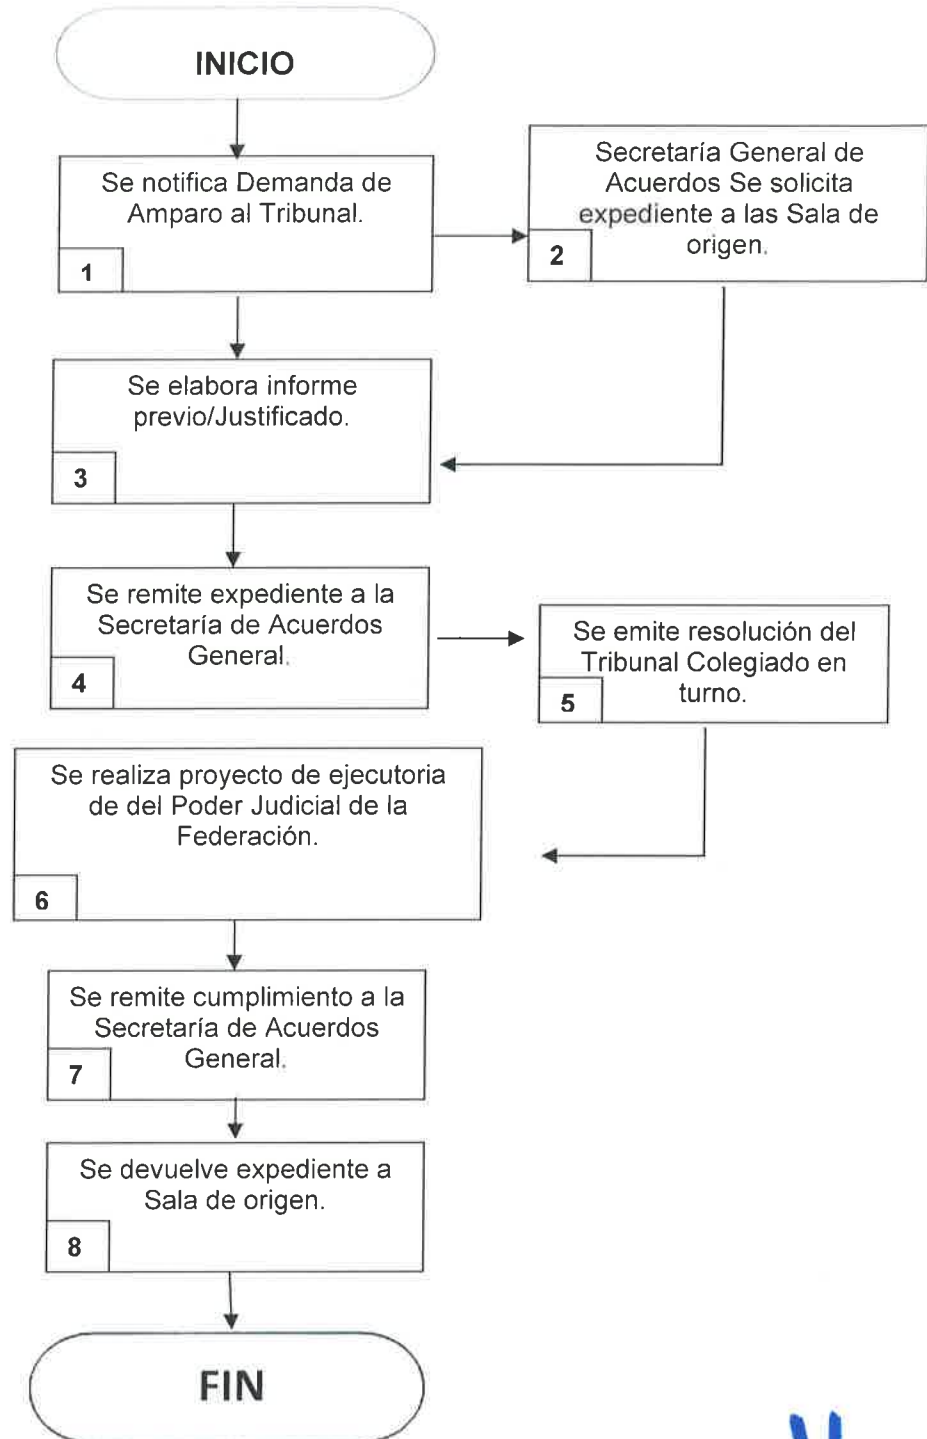 INICIO
Se notifica Demanda de
Amparo al Tribunal.
1
Secretaría General de
Acuerdos Se solicita
expediente a las Sala de
origen.
2
Se elabora informe
previo/Justificado.
3
Se remite expediente a la
Secretaría de Acuerdos
General.
4
Se emite resolución del
Tribunal Colegiado en
turno.
5
Se realiza proyecto de ejecutoria
de del Poder Judicial de la
Federación.
6
Se remite cumplimiento a la
Secretaría de Acuerdos
General.
7
Se devuelve expediente a
Sala de origen.
8
FIN